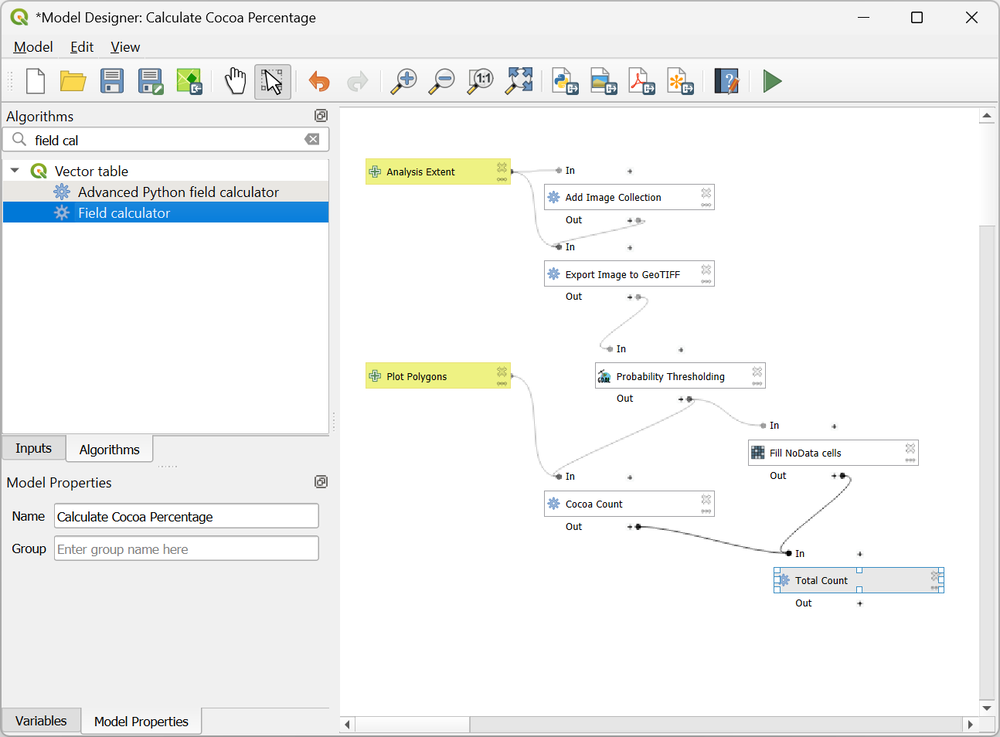 *Model Designer: Calculate Cocoa Percentage
Model Edit View
1:1
Algorithms
field cal
Vector table
Advanced Python field calculator
Field calculator
Inputs Algorithms
Model Properties
Name Calculate Cocoa Percentage
Group Enter group name here
Variables Model Properties
Analysis Extent
In
Add Image Collection
Out
In
Export Image to GeoTIFF
Out
In
Plot Polygons
GDAL Probability Thresholding
Out
In
Fill NoData cells
In
Out
Cocoa Count
Out
In
Total Count
Out